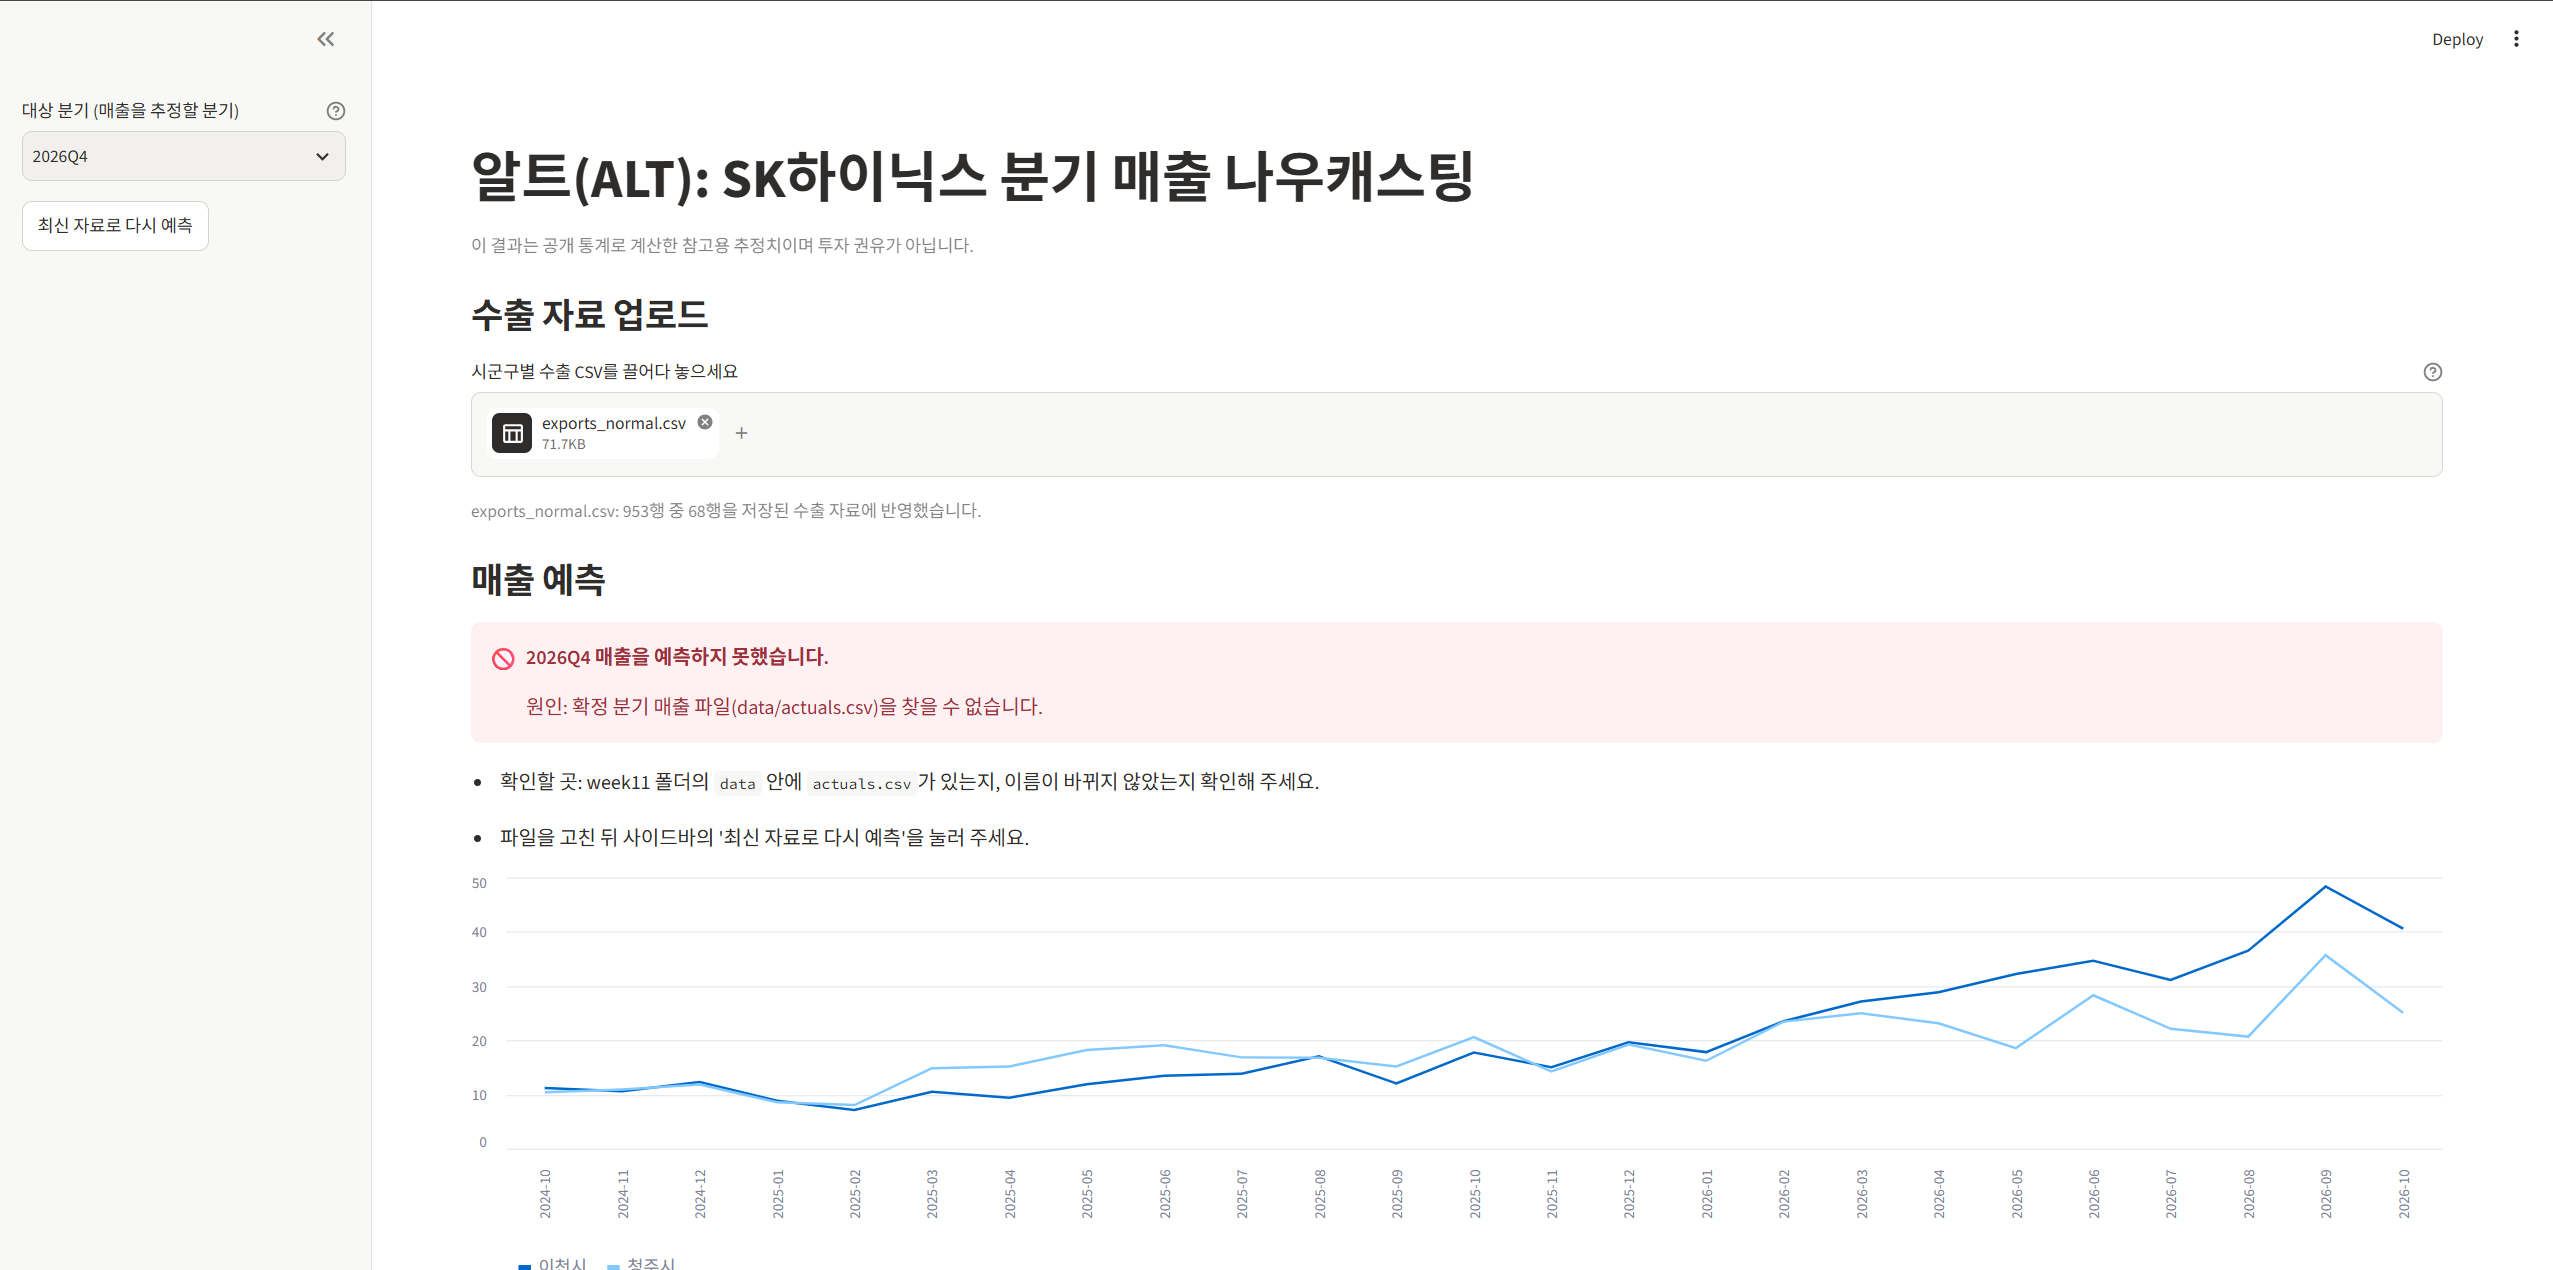 Deploy
대상 분기 (매출을 추정할 분기)
2026Q4
최신 자료로 다시 예측
알트(ALT): SK하이닉스 분기 매출 나우캐스팅
이 결과는 공개 통계로 계산한 참고용 추정치이며 투자 권유가 아닙니다.
수출 자료 업로드
시군구별 수출 CSV를 끌어다 놓으세요
exports_normal.csv
71.7KB
exports_normal.csv: 953행 중 68행을 저장된 수출 자료에 반영했습니다.
매출 예측
2026Q4 매출을 예측하지 못했습니다.
원인: 확정 분기 매출 파일(data/actuals.csv)을 찾을 수 없습니다.
확인할 곳: week11 폴더의 data 안에 actuals.csv가 있는지, 이름이 바뀌지 않았는지 확인해 주세요.
파일을 고친 뒤 사이드바의 '최신 자료로 다시 예측'을 눌러 주세요.
50
40
30
20
10
0
2024-10
2024-11
2024-12
2025-01
2025-02
2025-03
2025-04
2025-05
2025-06
2025-07
2025-08
2025-09
2025-10
2025-11
2025-12
2026-01
2026-02
2026-03
2026-04
2026-05
2026-06
2026-07
2026-08
2026-09
2026-10
이천시 청주시